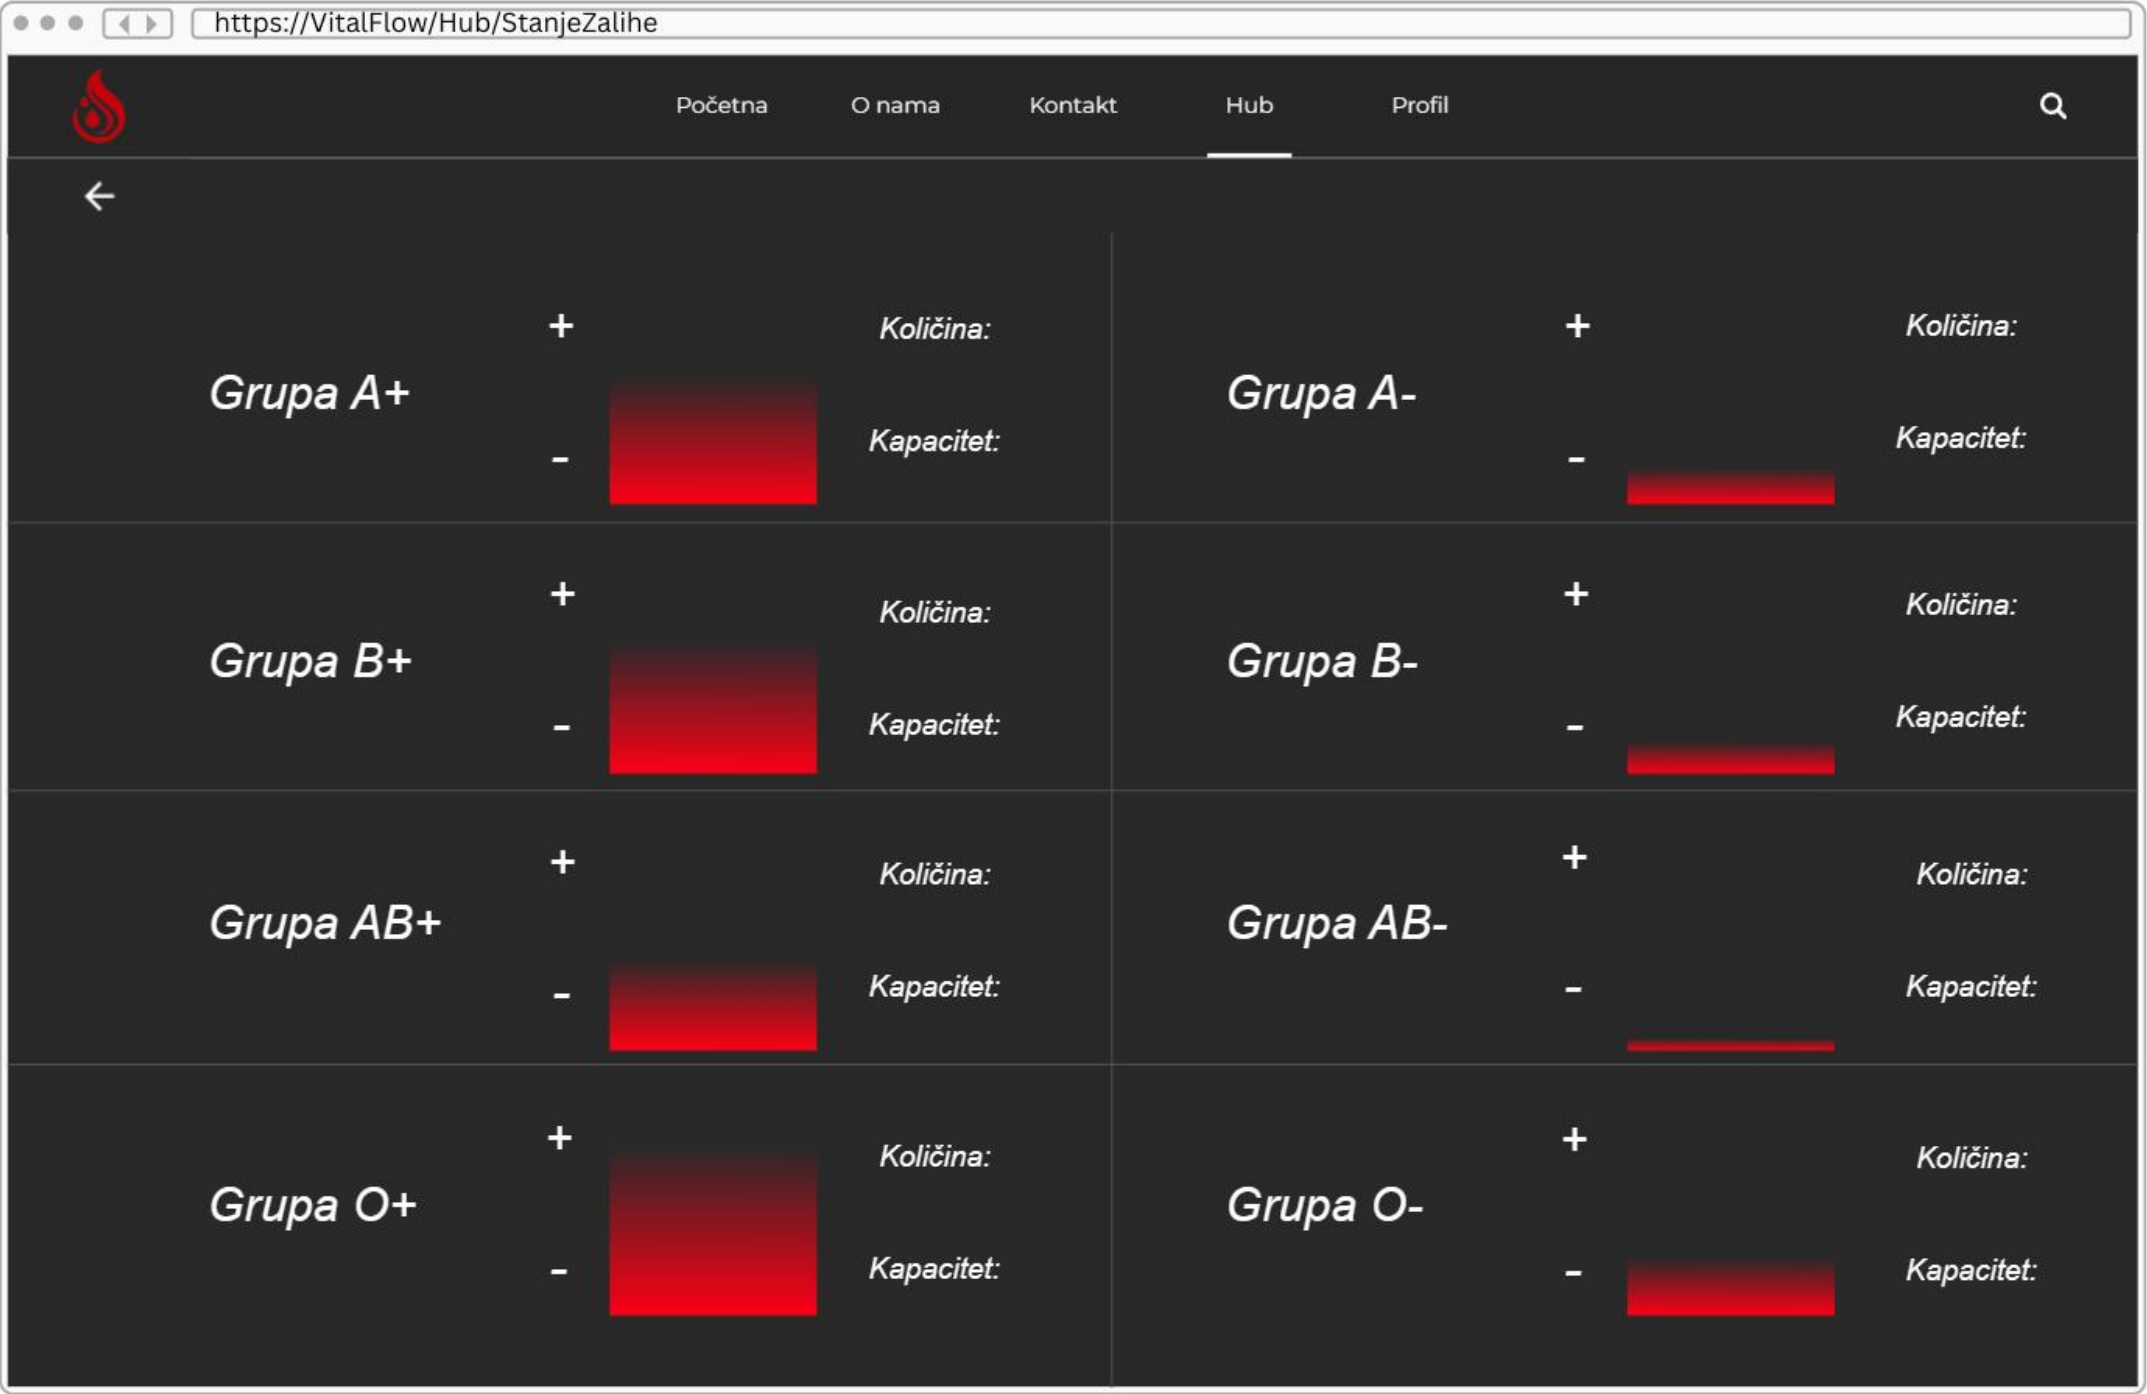 https://VitalFlow/Hub/StanjeZalihe
Početna O nama Kontakt Hub Profil
+
Količina:
Grupa A+
Kapacitet:
-
+
Količina:
Grupa A-
Kapacitet:
-
+
Količina:
Grupa B+
Kapacitet:
-
+
Količina:
Grupa B-
Kapacitet:
-
+
Količina:
Grupa AB+
Kapacitet:
-
+
Količina:
Grupa AB-
Kapacitet:
-
+
Količina:
Grupa O+
Kapacitet:
-
+
Količina:
Grupa O-
Kapacitet:
-